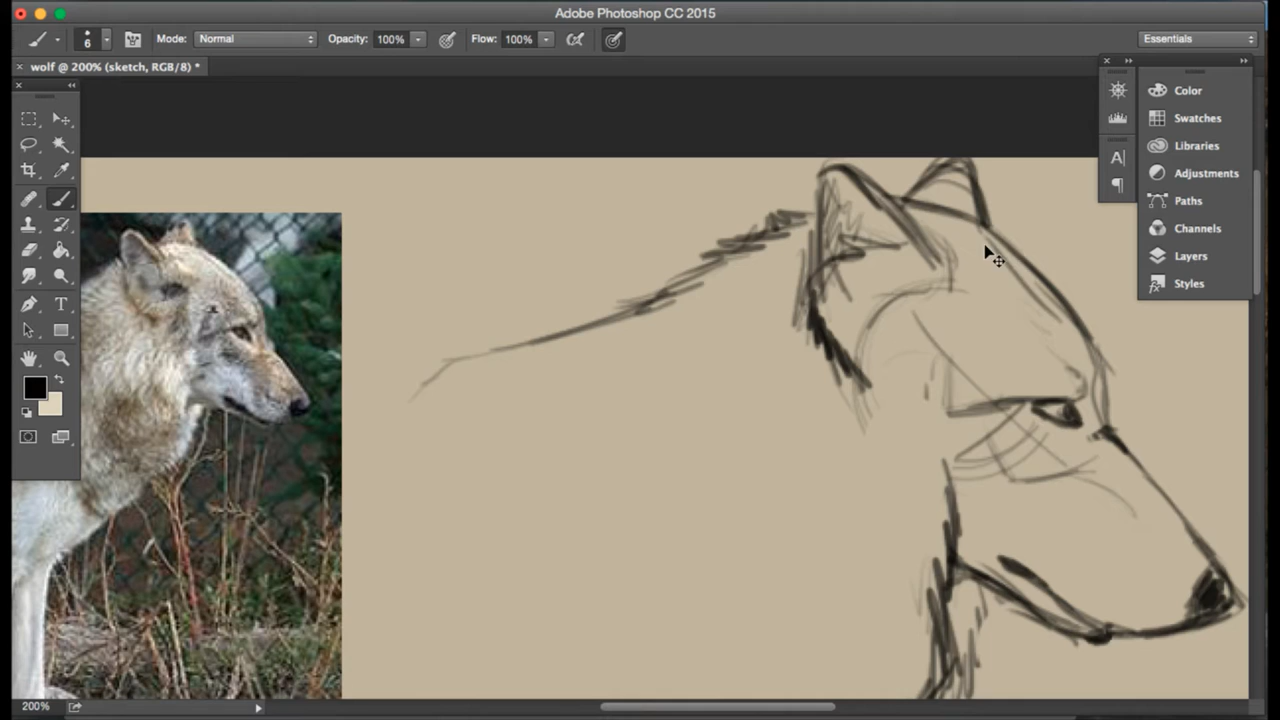 Adobe Photoshop CC 2015
6 Mode: Normal Opacity: 100% Flow: 100% Essentials
wolf @ 200% (sketch, RGB/8) *
Color
Swatches
Libraries
Adjustments
Paths
Channels
Layers
Styles
A
T
200%